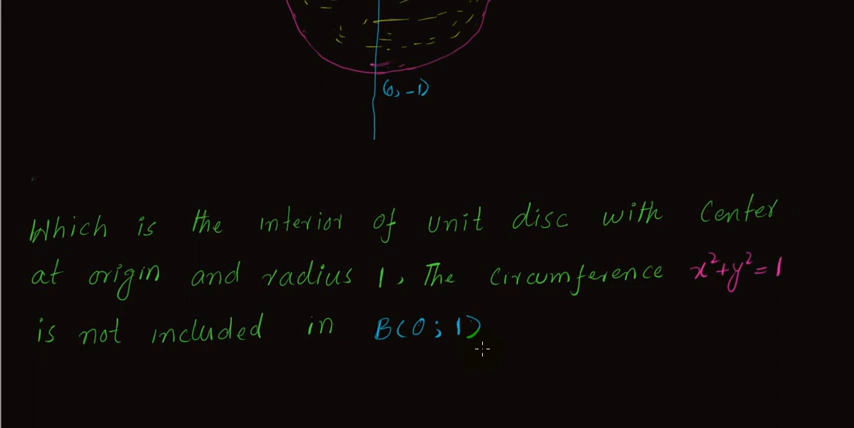 (0, -1)
Which is the interior of unit disc with Center
at origin and radius 1, The circumference x²+y²=1
is not included in B(0; 1)